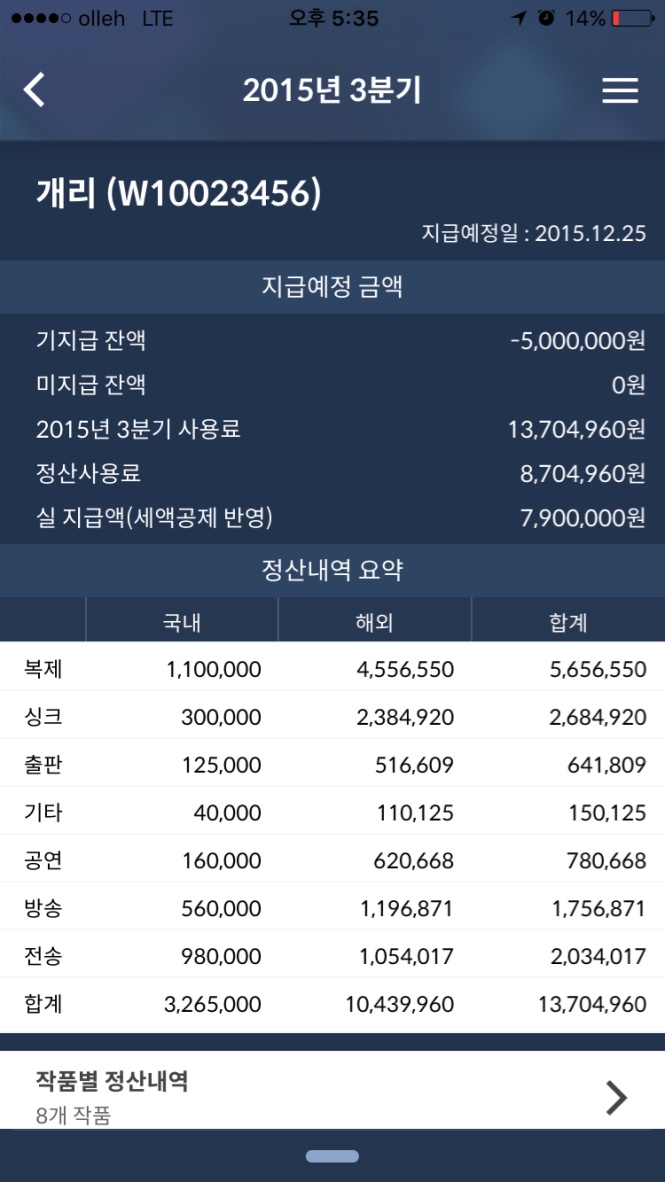 olleh LTE 오후 5:35 14%
2015년 3분기
개리 (W10023456)
지급예정일 : 2015.12.25
지급예정 금액
기지급 잔액 -5,000,000원
미지급 잔액 0원
2015년 3분기 사용료 13,704,960원
정산사용료 8,704,960원
실 지급액(세액공제 반영) 7,900,000원
정산내역 요약
국내 해외 합계
복제 1,100,000 4,556,550 5,656,550
싱크 300,000 2,384,920 2,684,920
출판 125,000 516,609 641,809
기타 40,000 110,125 150,125
공연 160,000 620,668 780,668
방송 560,000 1,196,871 1,756,871
전송 980,000 1,054,017 2,034,017
합계 3,265,000 10,439,960 13,704,960
작품별 정산내역
8개 작품